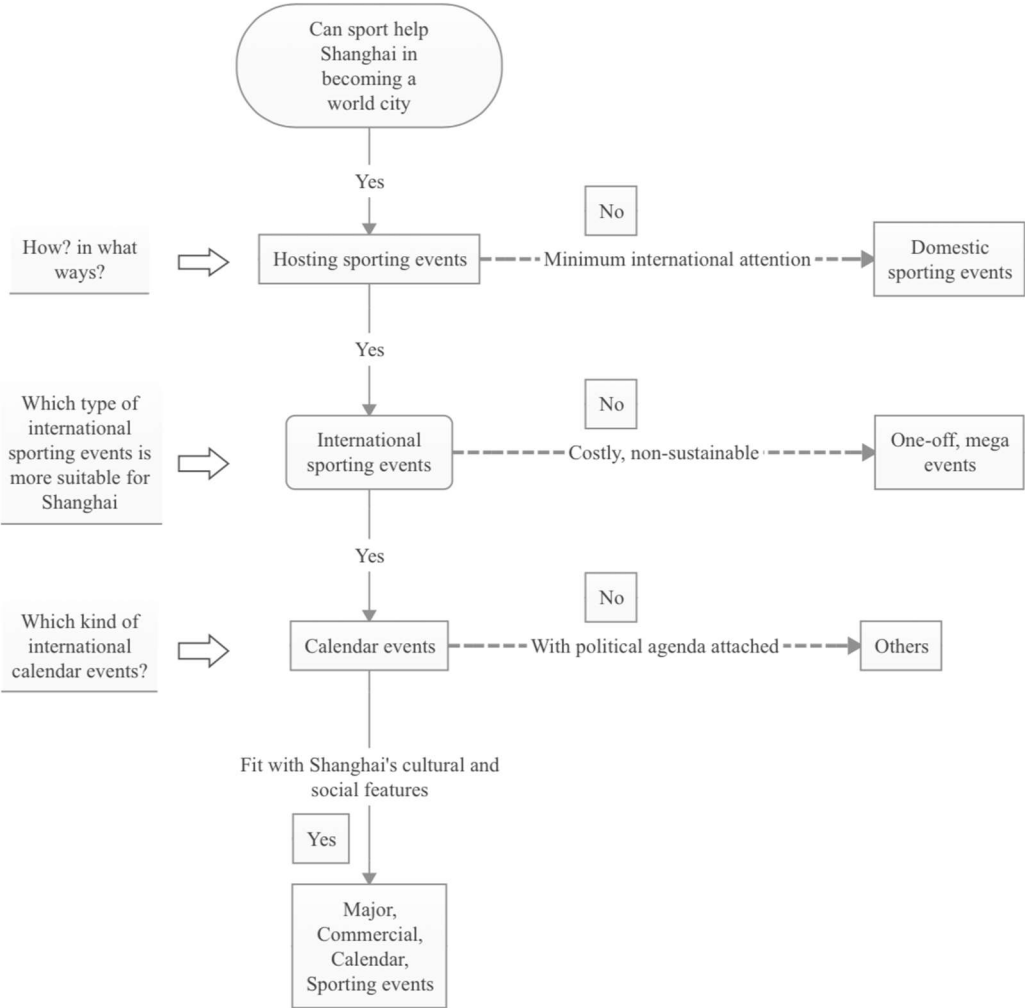 Can sport help
Shanghai in
becoming a
world city
Yes
No
How? in what
ways?
Hosting sporting events
Minimum international attention
Domestic
sporting events
Yes
No
Which type of
international
sporting events is
more suitable for
Shanghai
International
sporting events
Costly, non-sustainable
One-off, mega
events
Yes
No
Which kind of
international
calendar events?
Calendar events
With political agenda attached
Others
Fit with Shanghai's cultural and
social features
Yes
Major,
Commercial,
Calendar,
Sporting events